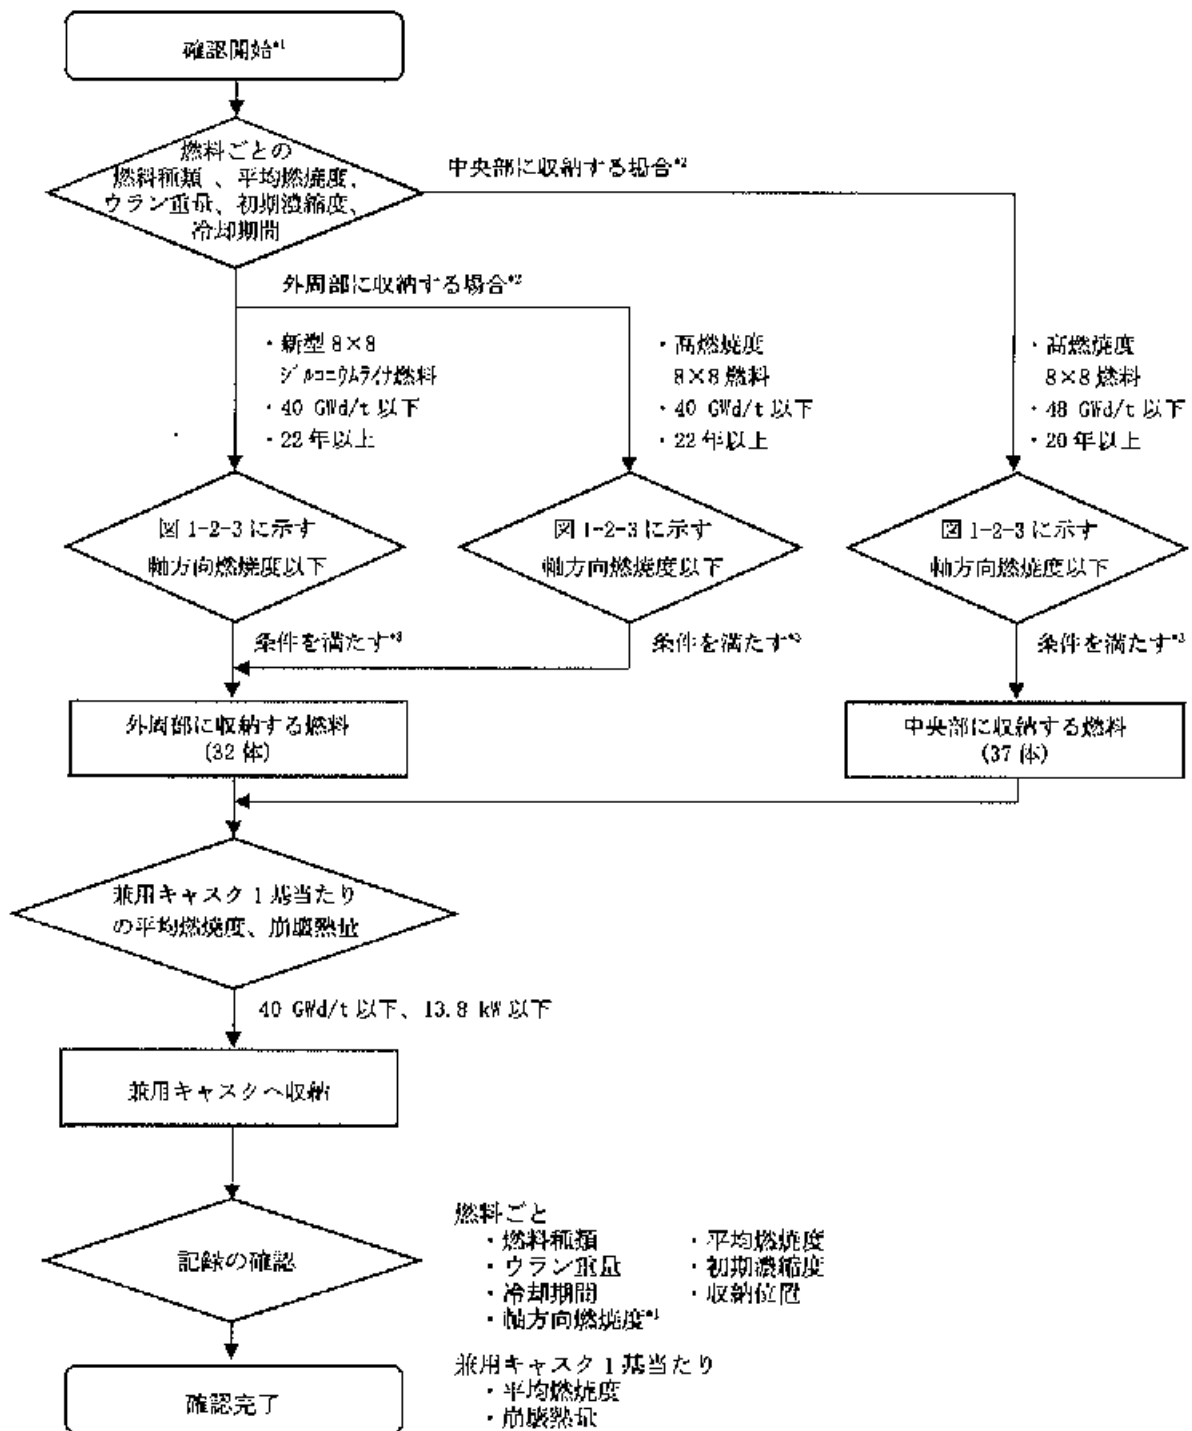 確認開始*1
燃料ごとの
燃料種類、平均燃焼度、
ウラン重量、初期濃縮度、
冷却期間
中央部に収納する場合*2
外周部に収納する場合*2
・新型8×8
ジルコニウムライナ燃料
・40 GWd/t 以下
・22 年以上
・高燃焼度
8×8 燃料
・40 GWd/t 以下
・22 年以上
・高燃焼度
8×8 燃料
・48 GWd/t 以下
・20 年以上
図 1-2-3 に示す
軸方向燃焼度以下
図 1-2-3 に示す
軸方向燃焼度以下
図 1-2-3 に示す
軸方向燃焼度以下
条件を満たす*3
条件を満たす*3
条件を満たす*3
外周部に収納する燃料
(32 体)
中央部に収納する燃料
(37 体)
兼用キャスク 1 基当たり
の平均燃焼度、崩壊熱量
40 GWd/t 以下、13.8 kW 以下
兼用キャスクへ収納
記録の確認
燃料ごと
・燃料種類 ・平均燃焼度
・ウラン重量 ・初期濃縮度
・冷却期間 ・収納位置
・軸方向燃焼度*1
確認完了
兼用キャスク 1 基当たり
・平均燃焼度
・崩壊熱量